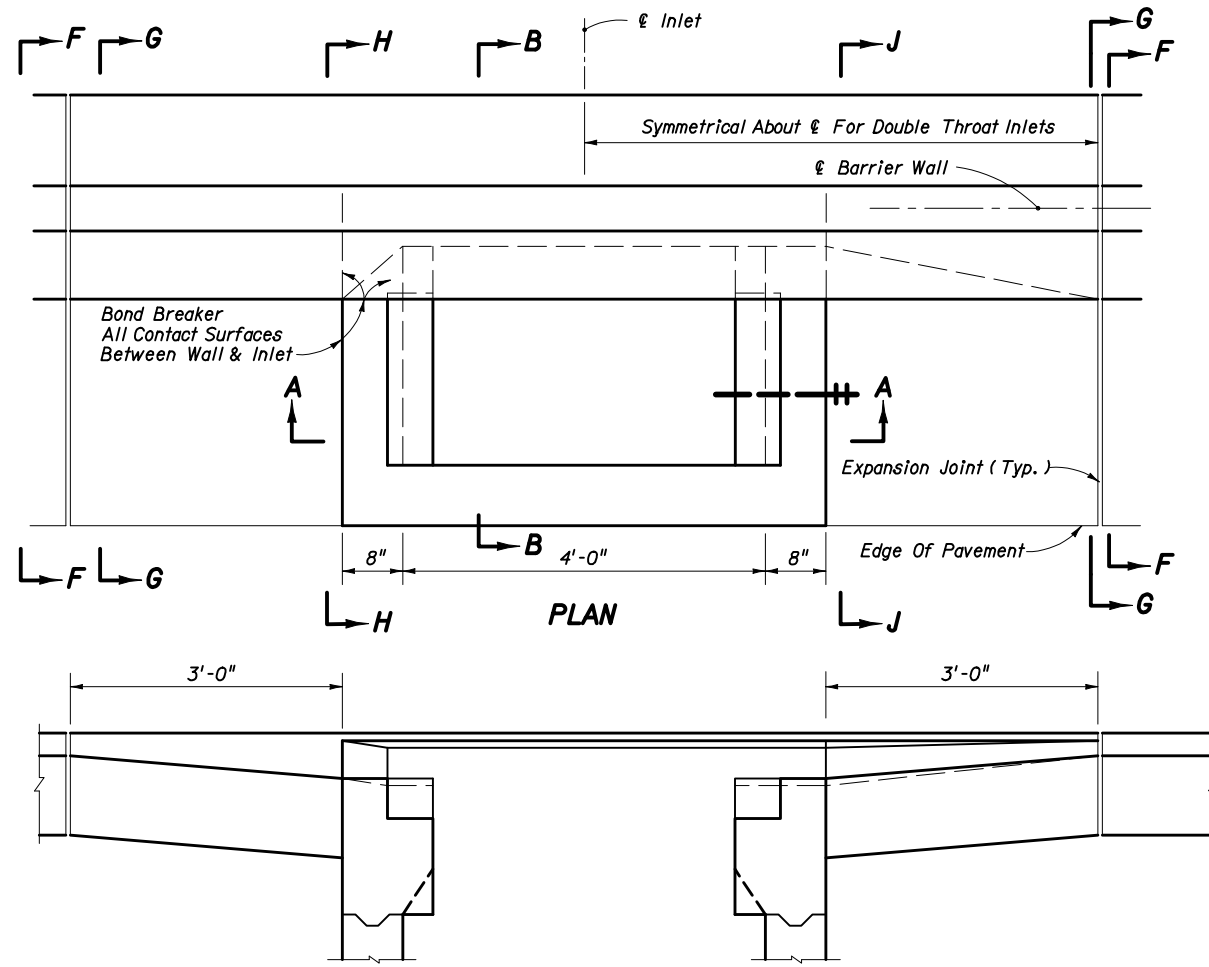 F
G
H
B
℄ Inlet
J
G
F
Symmetrical About ℄ For Double Throat Inlets
℄ Barrier Wall
Bond Breaker
All Contact Surfaces
Between Wall & Inlet
A
A
Expansion Joint (Typ.)
Edge Of Pavement
F
G
H
8"
B
4'-0"
8"
J
F
G
PLAN
3'-0"
3'-0"